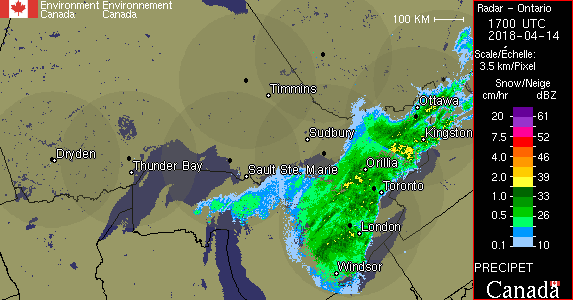 Environment Environnement
Canada Canada
100 KM
Radar - Ontario
1700 UTC
2018-04-14
Scale/Échelle:
3.5 km/Pixel
Snow/Neige
cm/hr dBZ
20 61
7.5 52
4.0 46
2.0 39
1.0 33
0.5 26
0.1 10
PRECIPET
Canada
Timmins
Ottawa
Sudbury
Kingston
Dryden
Thunder Bay
Sault Ste. Marie
Orillia
Toronto
London
Windsor